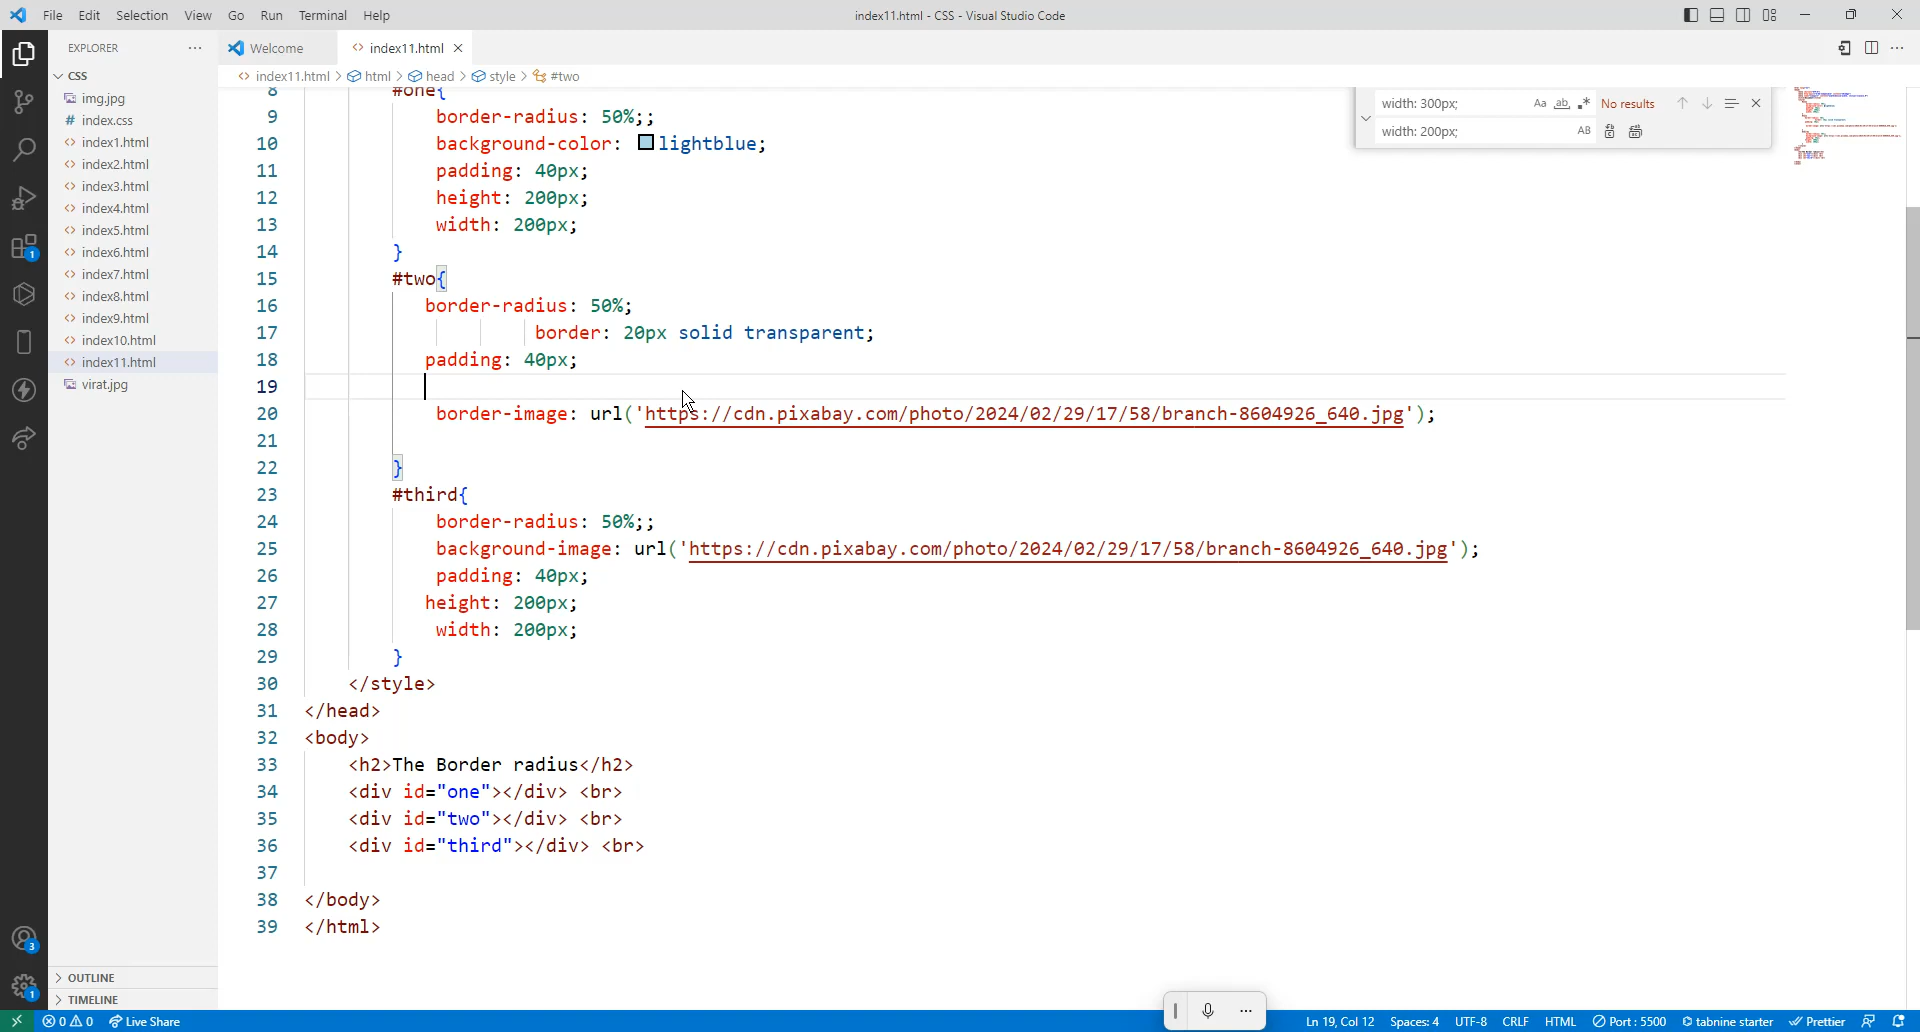 File Edit Selection View Go Run Terminal Help
index11.html - CSS - Visual Studio Code
EXPLORER
Welcome
index11.html
CSS
index11.html > html > head > style > #two
img.jpg
index.css
index1.html
index2.html
index3.html
index4.html
index5.html
index6.html
index7.html
index8.html
index9.html
index10.html
index11.html
virat.jpg
OUTLINE
TIMELINE
width: 300px; Aa ab No results
width: 200px; AB
8 #one{
9 border-radius: 50%;;
10 background-color: lightblue;
11 padding: 40px;
12 height: 200px;
13 width: 200px;
14 }
15 #two{
16 border-radius: 50%;
17 border: 20px solid transparent;
18 padding: 40px;
19
20 border-image: url('https://cdn.pixabay.com/photo/2024/02/29/17/58/branch-8604926_640.jpg');
21
22 }
23 #third{
24 border-radius: 50%;;
25 background-image: url('https://cdn.pixabay.com/photo/2024/02/29/17/58/branch-8604926_640.jpg');
26 padding: 40px;
27 height: 200px;
28 width: 200px;
29 }
30 </style>
31 </head>
32 <body>
33 <h2>The Border radius</h2>
34 <div id="one"></div> <br>
35 <div id="two"></div> <br>
36 <div id="third"></div> <br>
37
38 </body>
39 </html>
1
3
1
0 0 Live Share
Ln 19, Col 12 Spaces: 4 UTF-8 CRLF HTML Port : 5500 tabnine starter Prettier